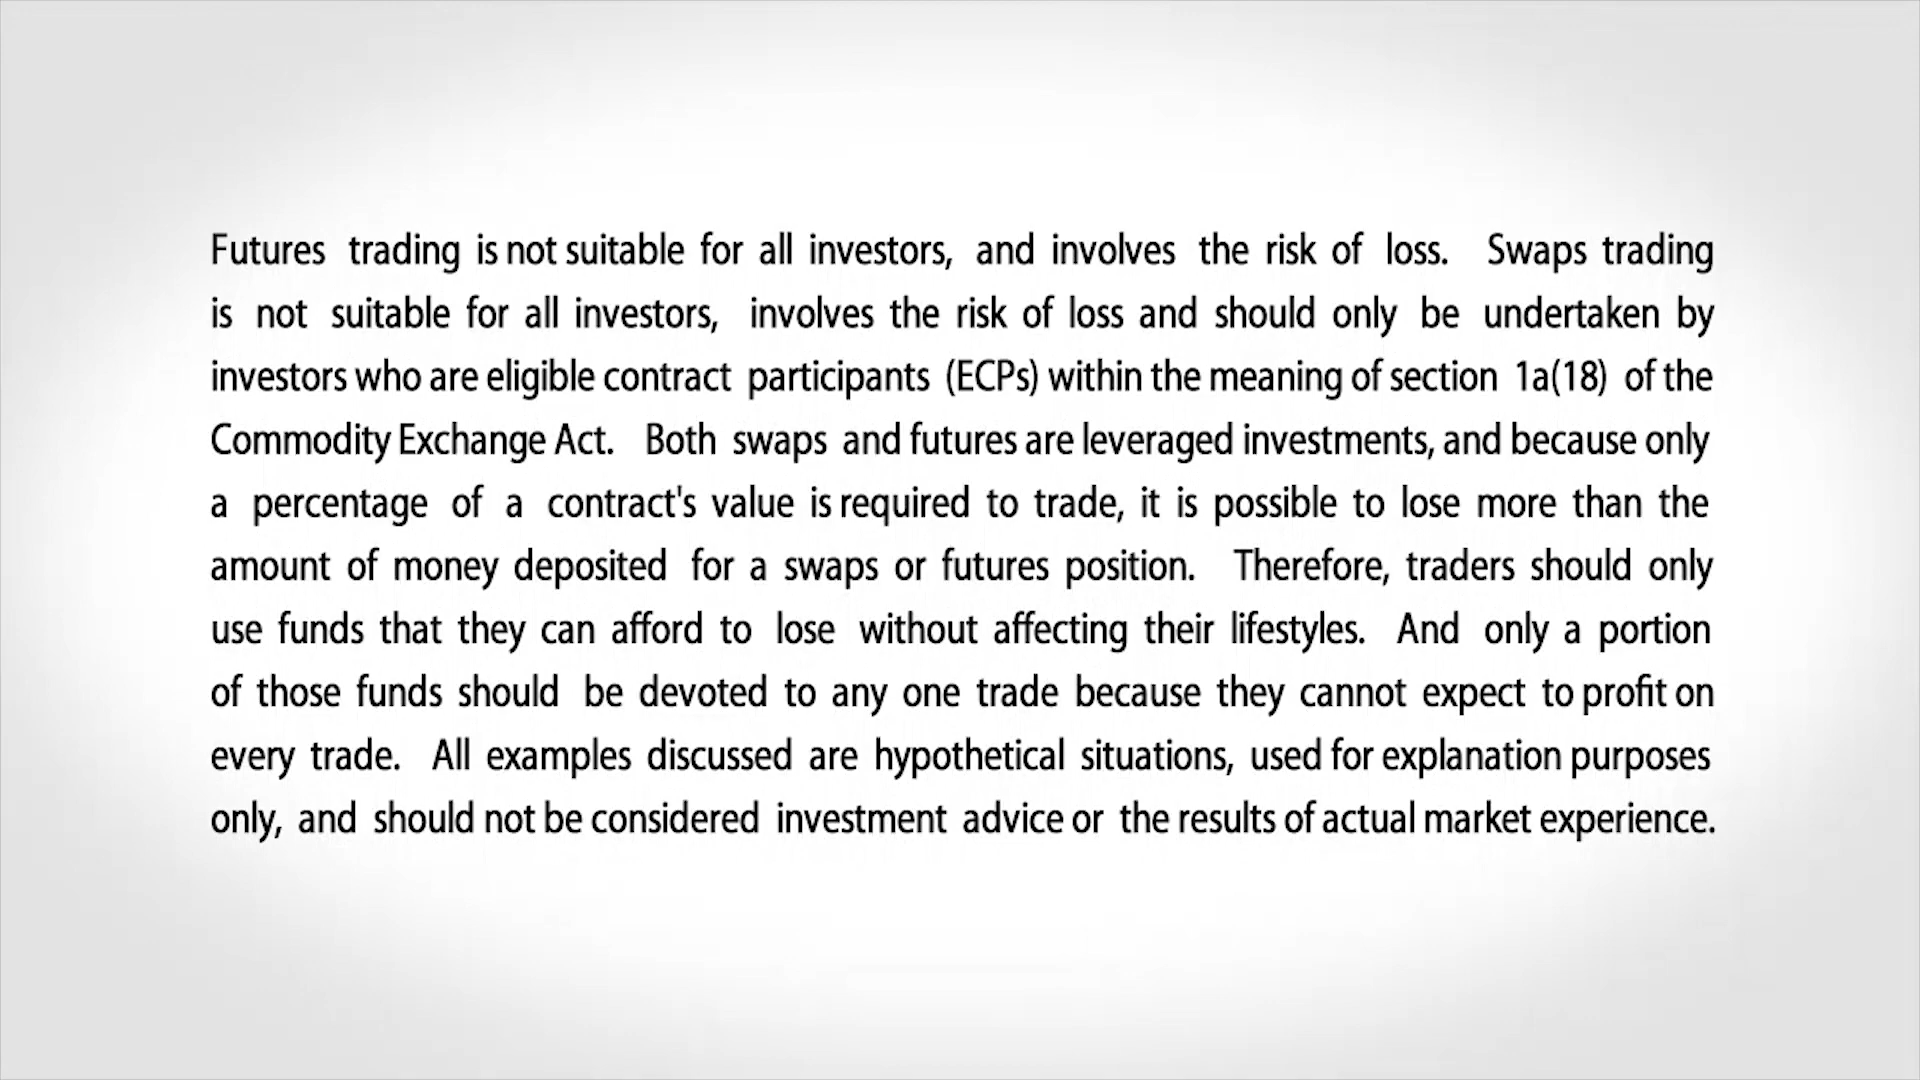 Futures trading is not suitable for all investors, and involves the risk of loss. Swaps trading
is not suitable for all investors, involves the risk of loss and should only be undertaken by
investors who are eligible contract participants (ECPs) within the meaning of section 1a(18) of the
Commodity Exchange Act. Both swaps and futures are leveraged investments, and because only
a percentage of a contract's value is required to trade, it is possible to lose more than the
amount of money deposited for a swaps or futures position. Therefore, traders should only
use funds that they can afford to lose without affecting their lifestyles. And only a portion
of those funds should be devoted to any one trade because they cannot expect to profit on
every trade. All examples discussed are hypothetical situations, used for explanation purposes
only, and should not be considered investment advice or the results of actual market experience.